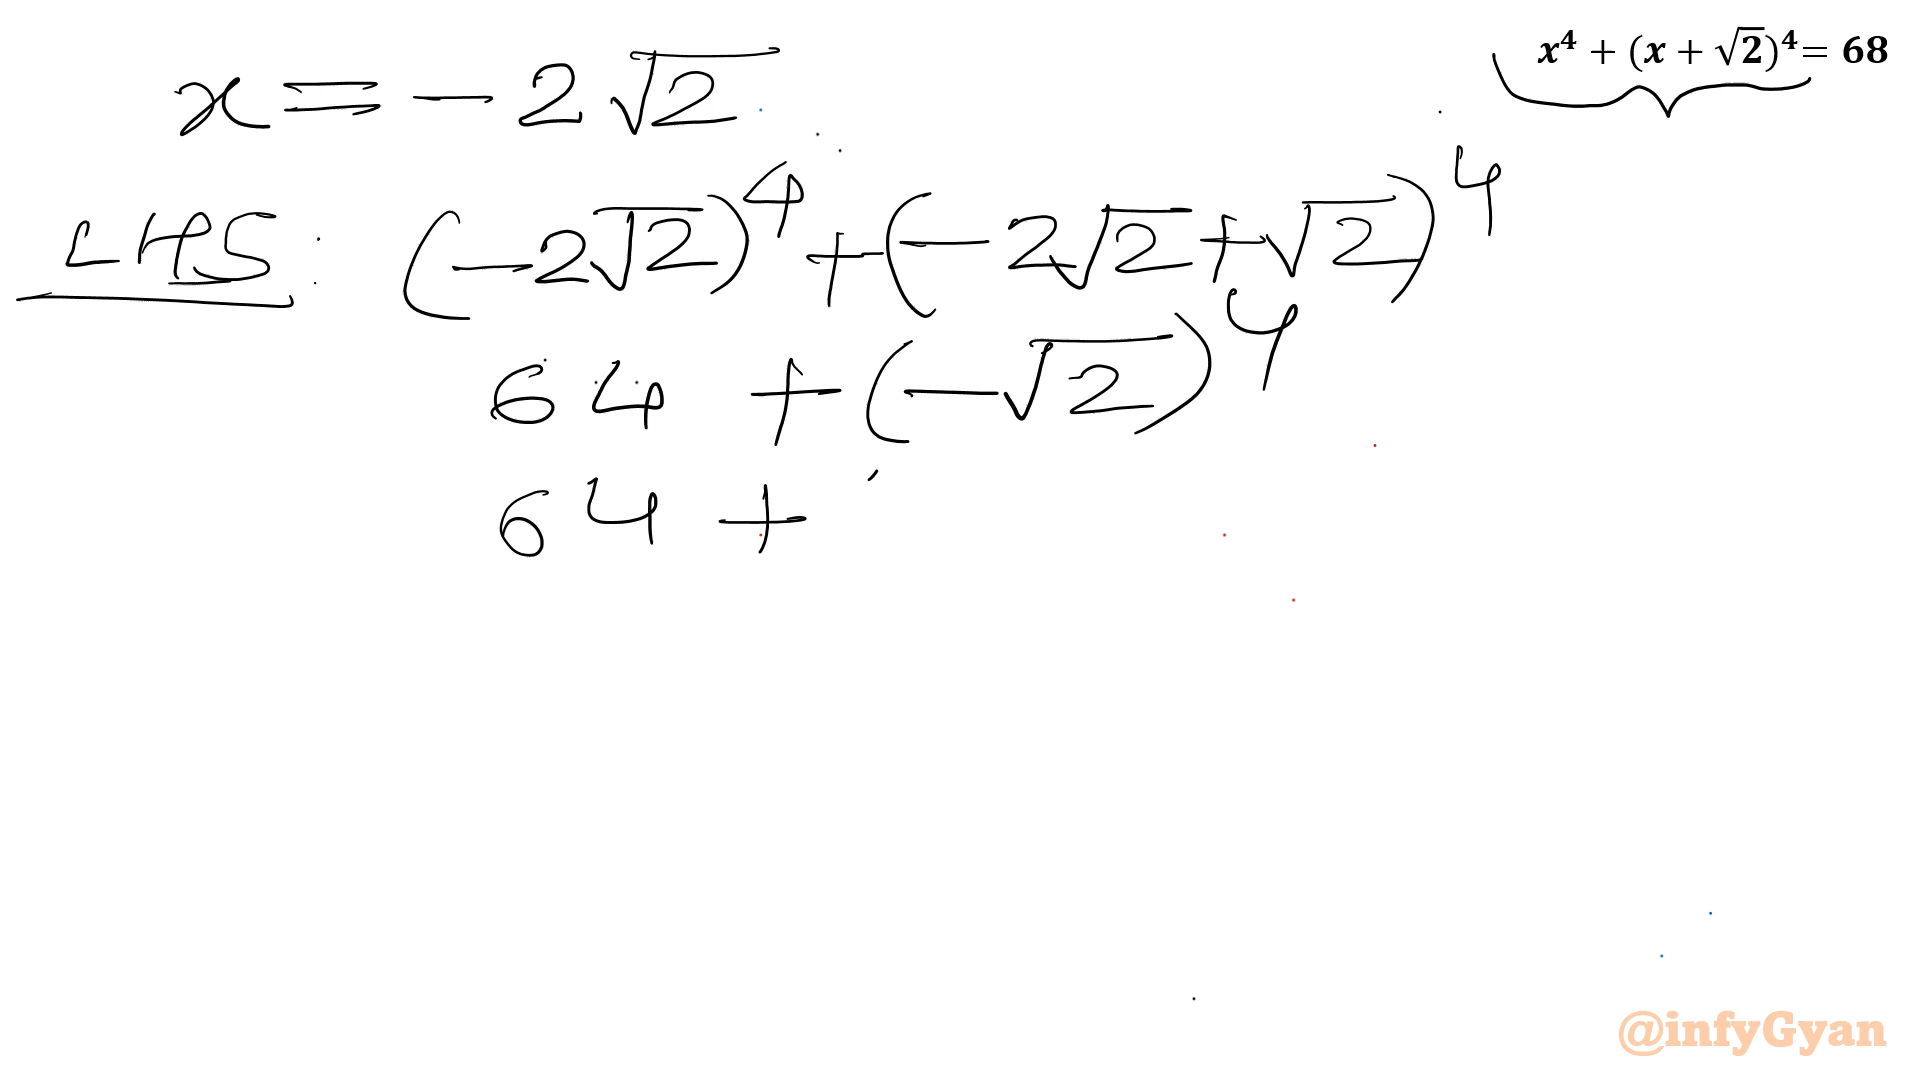 x⁴ + (x + √2)⁴= 68
x = - 2√2
LHS : (-2√2)⁴ + (-2√2+√2)⁴
64 + (-√2)⁴
64 +
@infyGyan